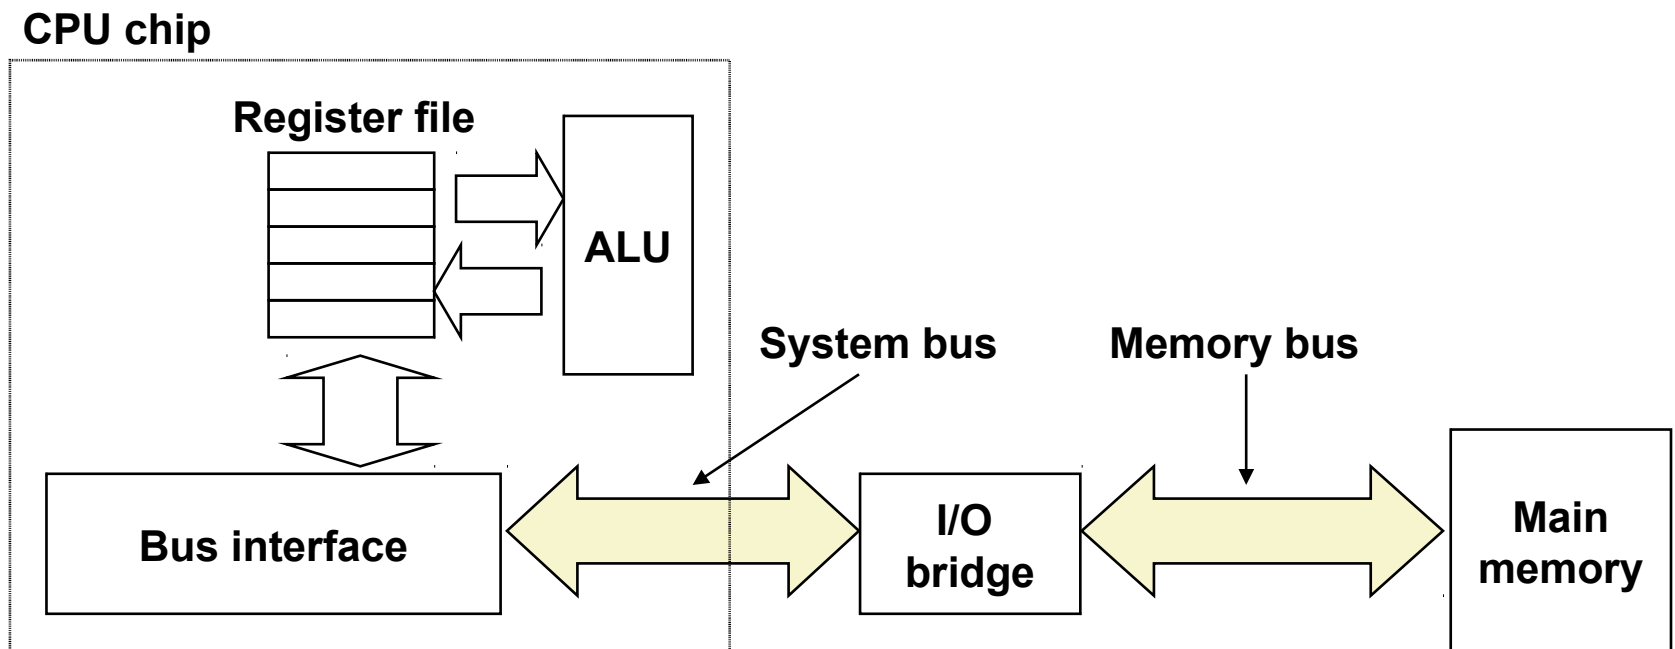 CPU chip
Register file
ALU
System bus
Memory bus
Bus interface
I/O
bridge
Main
memory